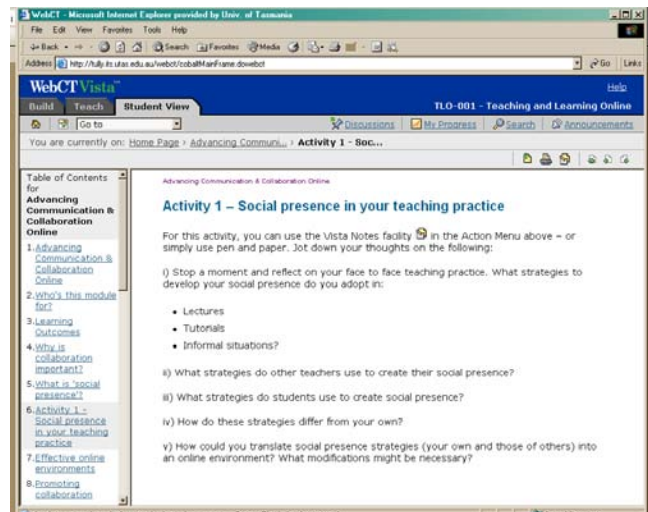 WebCT - Microsoft Internet Explorer provided by Univ. of Tasmania
File Edit View Favorites Tools Help
Back Search Favorites Media
Address http://tully.its.utas.edu.au/webct/cobaltMainFrame.dowebct Go Links
WebCT Vista™ Help
Build Teach Student View TLO-001 - Teaching and Learning Online
Go to Discussions My Progress Search Announcements
You are currently on: Home Page › Advancing Communi... › Activity 1 - Soc...
Table of Contents
for
Advancing
Communication &
Collaboration
Online
1.Advancing
Communication &
Collaboration
Online
2.Who's this module
for?
3.Learning
Outcomes
4.Why is
collaboration
important?
5.What is 'social
presence'?
6.Activity 1 -
Social presence
in your teaching
practice
7.Effective online
environments
8.Promoting
collaboration
Advancing Communication & Collaboration Online
Activity 1 – Social presence in your teaching practice
For this activity, you can use the Vista Notes facility in the Action Menu above – or
simply use pen and paper. Jot down your thoughts on the following:
i) Stop a moment and reflect on your face to face teaching practice. What strategies to
develop your social presence do you adopt in:
• Lectures
• Tutorials
• Informal situations?
ii) What strategies do other teachers use to create their social presence?
iii) What strategies do students use to create social presence?
iv) How do these strategies differ from your own?
v) How could you translate social presence strategies (your own and those of others) into
an online environment? What modifications might be necessary?